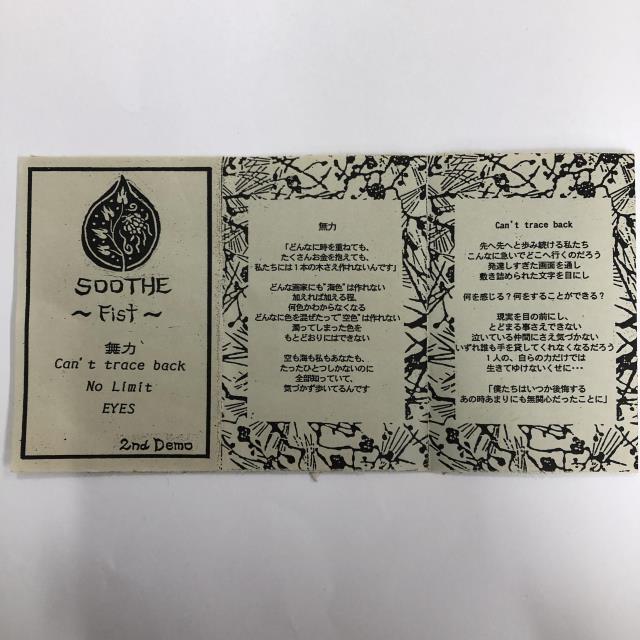 SOOTHE
~Fist~
無力
Can't trace back
No Limit
EYES
2nd Demo
無力
「どんなに時を重ねても、
たくさんお金を抱えても、
私たちには1本の木さえ作れないんです」
どんな画家にも"海色"は作れない
加えれば加える程、
何色かわからなくなる
どんなに色を混ぜたって"空色"は作れない
濁ってしまった色を
もとどおりにはできない
空も海も私もあなたも、
たったひとつしかないのに
全部知っていて、
気づかず歩いてるんです
Can't trace back
先へ先へと歩み続ける私たち
こんなに急いでどこへ行くのだろう
発達しすぎた画面を通し
敷き詰められた文字を目にし
何を感じる?何をすることができる?
現実を目の前にし、
とどまる事さえできない
泣いている仲間にさえ気づかない
いずれ誰も手を貸してくれなくなるだろう
1人の、自らの力だけでは
生きてゆけないくせに・・・
「僕たちはいつか後悔する
あの時あまりにも無関心だったことに」